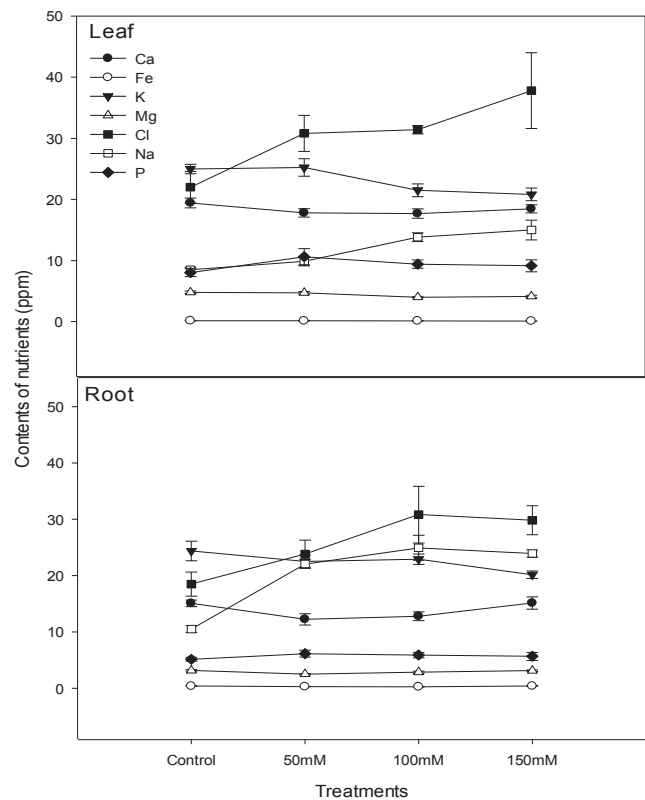 50
Leaf
Ca
Fe
K
Mg
Cl
Na
P
40
30
20
10
0
Contents of nutrients (ppm)
Root
50
40
30
20
10
0
Control 50mM 100mM 150mM
Treatments